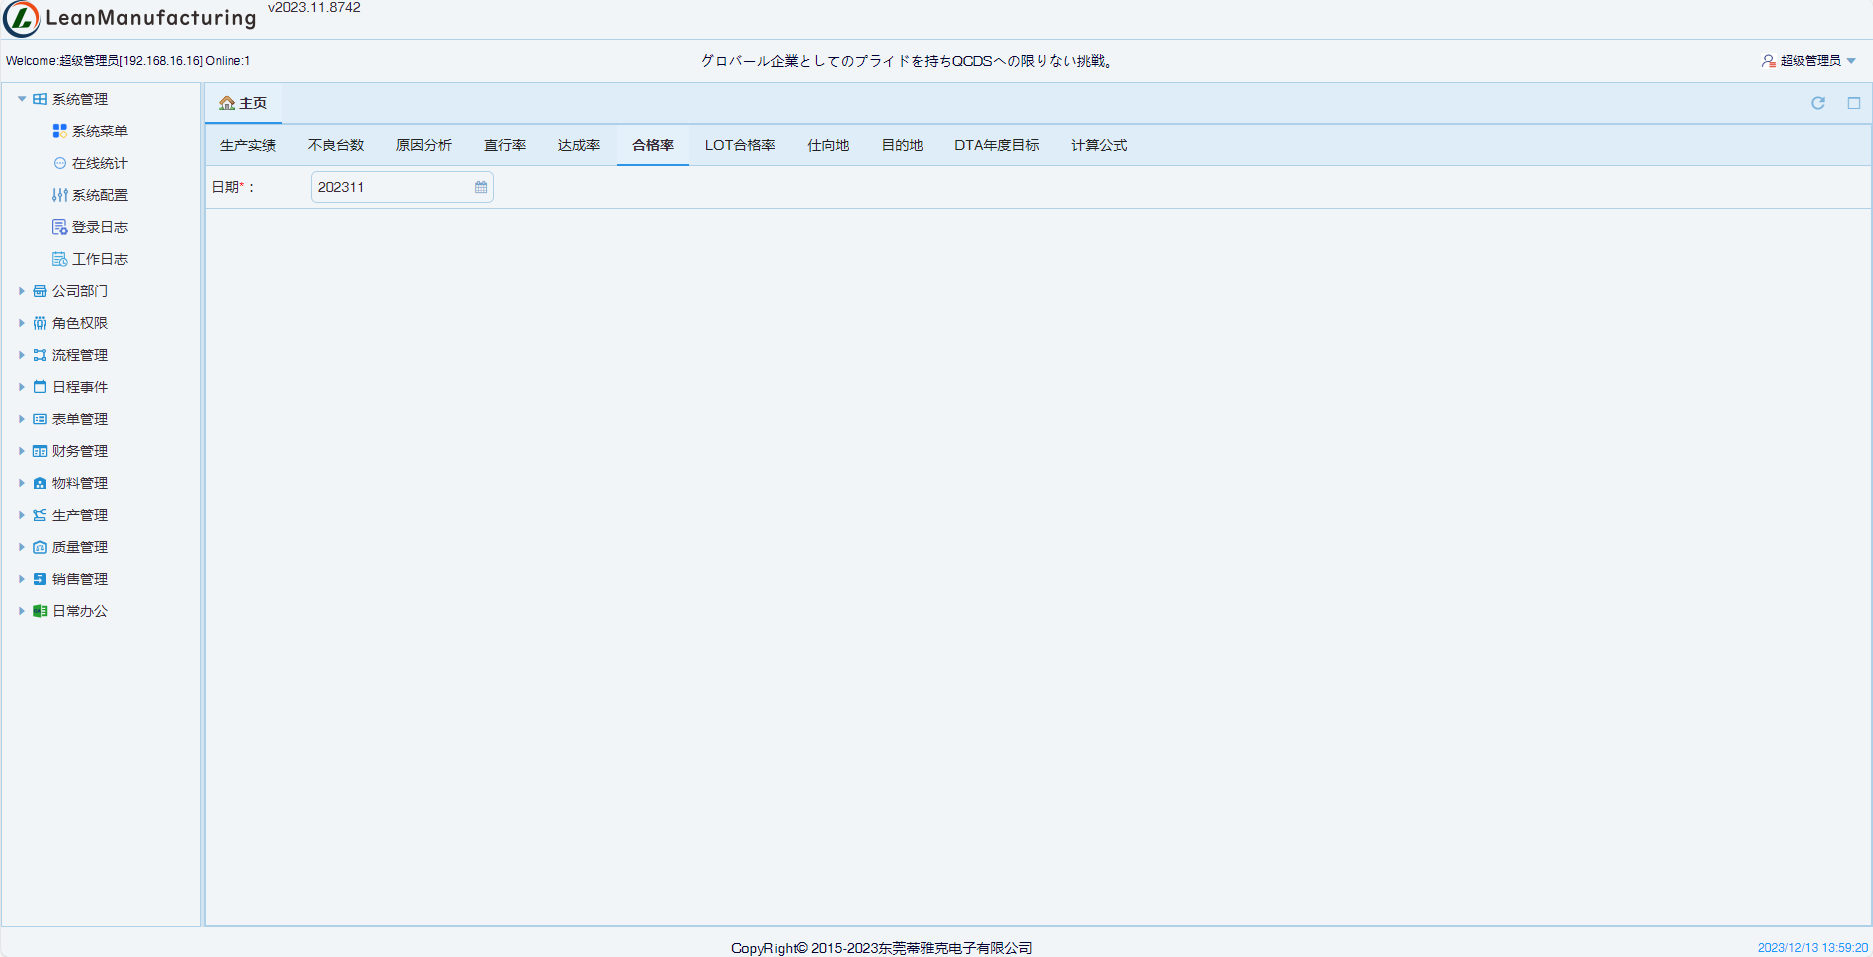 LeanManufacturing
v2023.11.8742
Welcome:超级管理员[192.168.16.16] Online:1
グロバール企業としてのプライドを持ちQCDSへの限りない挑戦。
超级管理员
系统管理
系统菜单
在线统计
系统配置
登录日志
工作日志
公司部门
角色权限
流程管理
日程事件
表单管理
财务管理
物料管理
生产管理
质量管理
销售管理
日常办公
主页
生产实绩 不良台数 原因分析 直行率 达成率 合格率 LOT合格率 仕向地 目的地 DTA年度目标 计算公式
日期*： 202311
CopyRight© 2015-2023东莞蒂雅克电子有限公司
2023/12/13 13:59:20